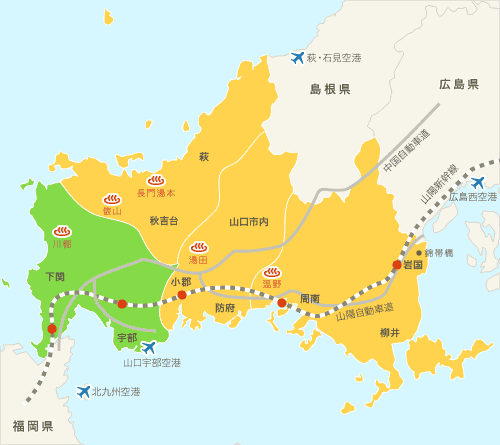 萩・石見空港
島根県
広島県
中国自動車道
山陽新幹線
広島西空港
萩
長門湯本
俵山
秋吉台
山口市内
川棚
湯田
錦帯橋
岩国
下関
小郡
湯野
周南
防府
山陽自動車道
宇部
柳井
山口宇部空港
北九州空港
福岡県